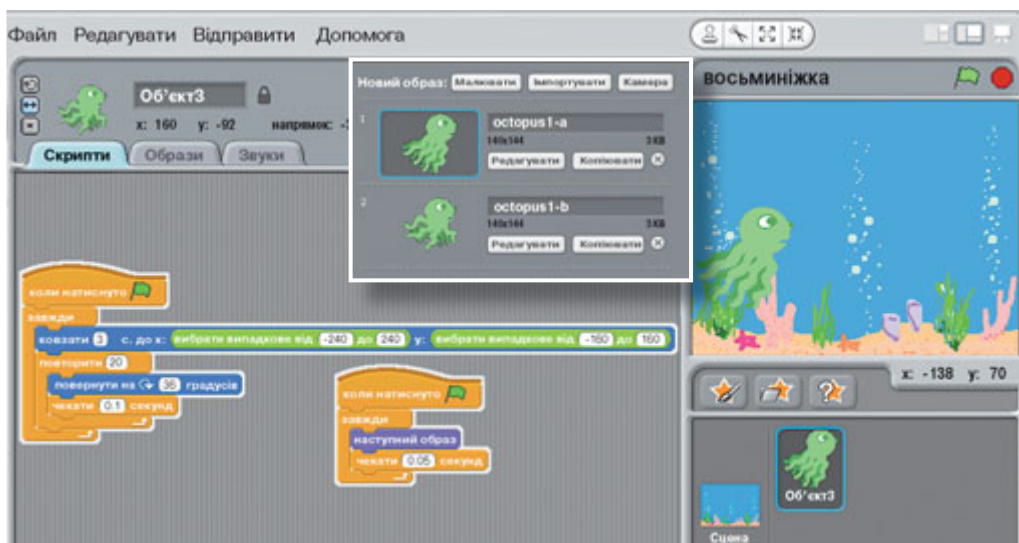 Файл Редагувати Відправити Допомога
Об'єкт3
x: 160 y: -92 напрямок:
Скрипти Образи Звуки
Новий образ: Малювати Імпортувати Камера
1
octopus1-a
140x144 3 KB
Редагувати Копіювати
2
octopus1-b
140x144 3 KB
Редагувати Копіювати
восьминіжка
коли натиснуто
завжди
ковзати 3 с. до x: вибрати випадкове від -240 до 240 y: вибрати випадкове від -160 до 160
повторити 20
повернути на 36 градусів
чекати 0.1 секунд
коли натиснуто
завжди
наступний образ
чекати 0.05 секунд
x: -138 y: 70
Об'єкт3
Сцена